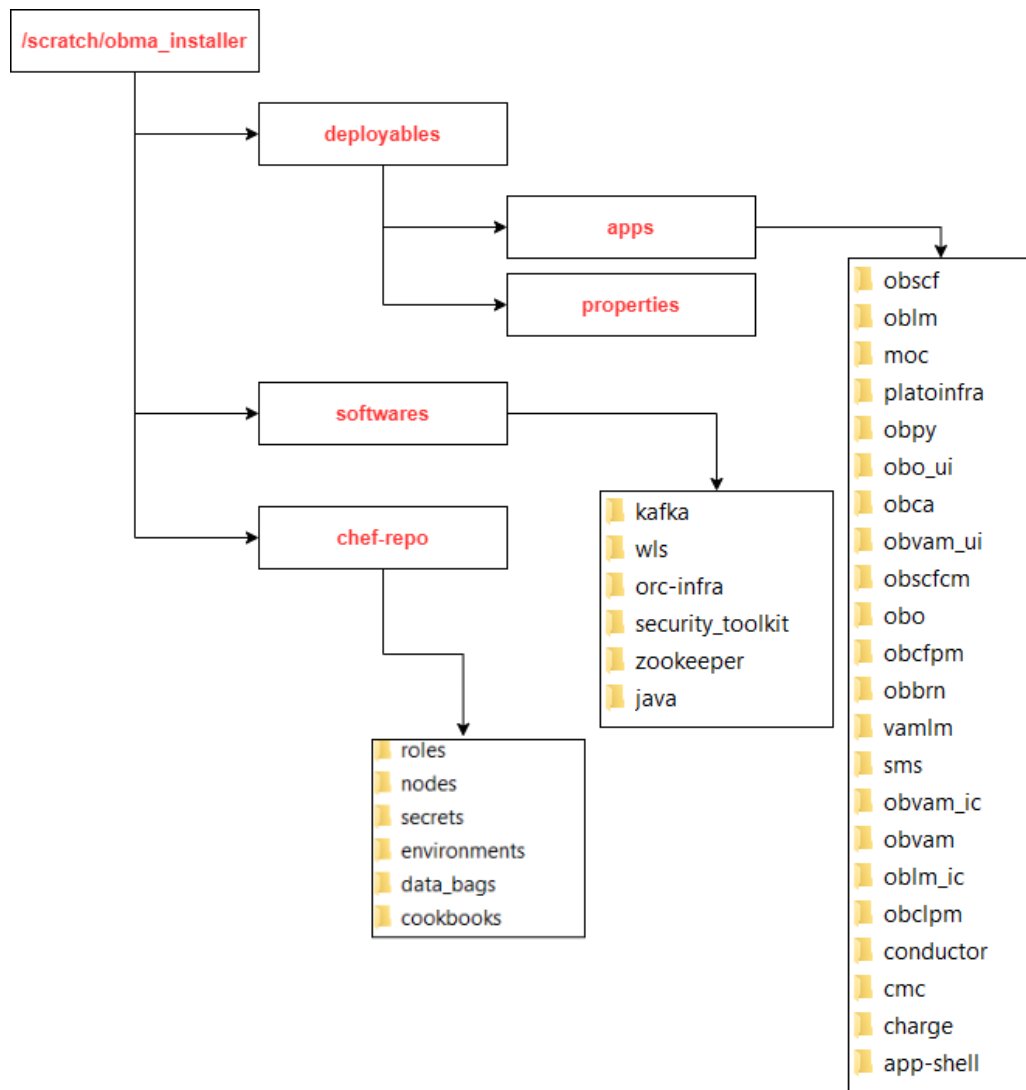 /scratch/obma_installer
deployables
apps
properties
obscf
oblm
moc
platoinfra
obpy
obo_ui
obca
obvam_ui
obscfcm
obo
obcfpm
obbrn
vamlm
sms
obvam_ic
obvam
oblm_ic
obclpm
conductor
cmc
charge
app-shell
softwares
kafka
wls
orc-infra
security_toolkit
zookeeper
java
chef-repo
roles
nodes
secrets
environments
data_bags
cookbooks